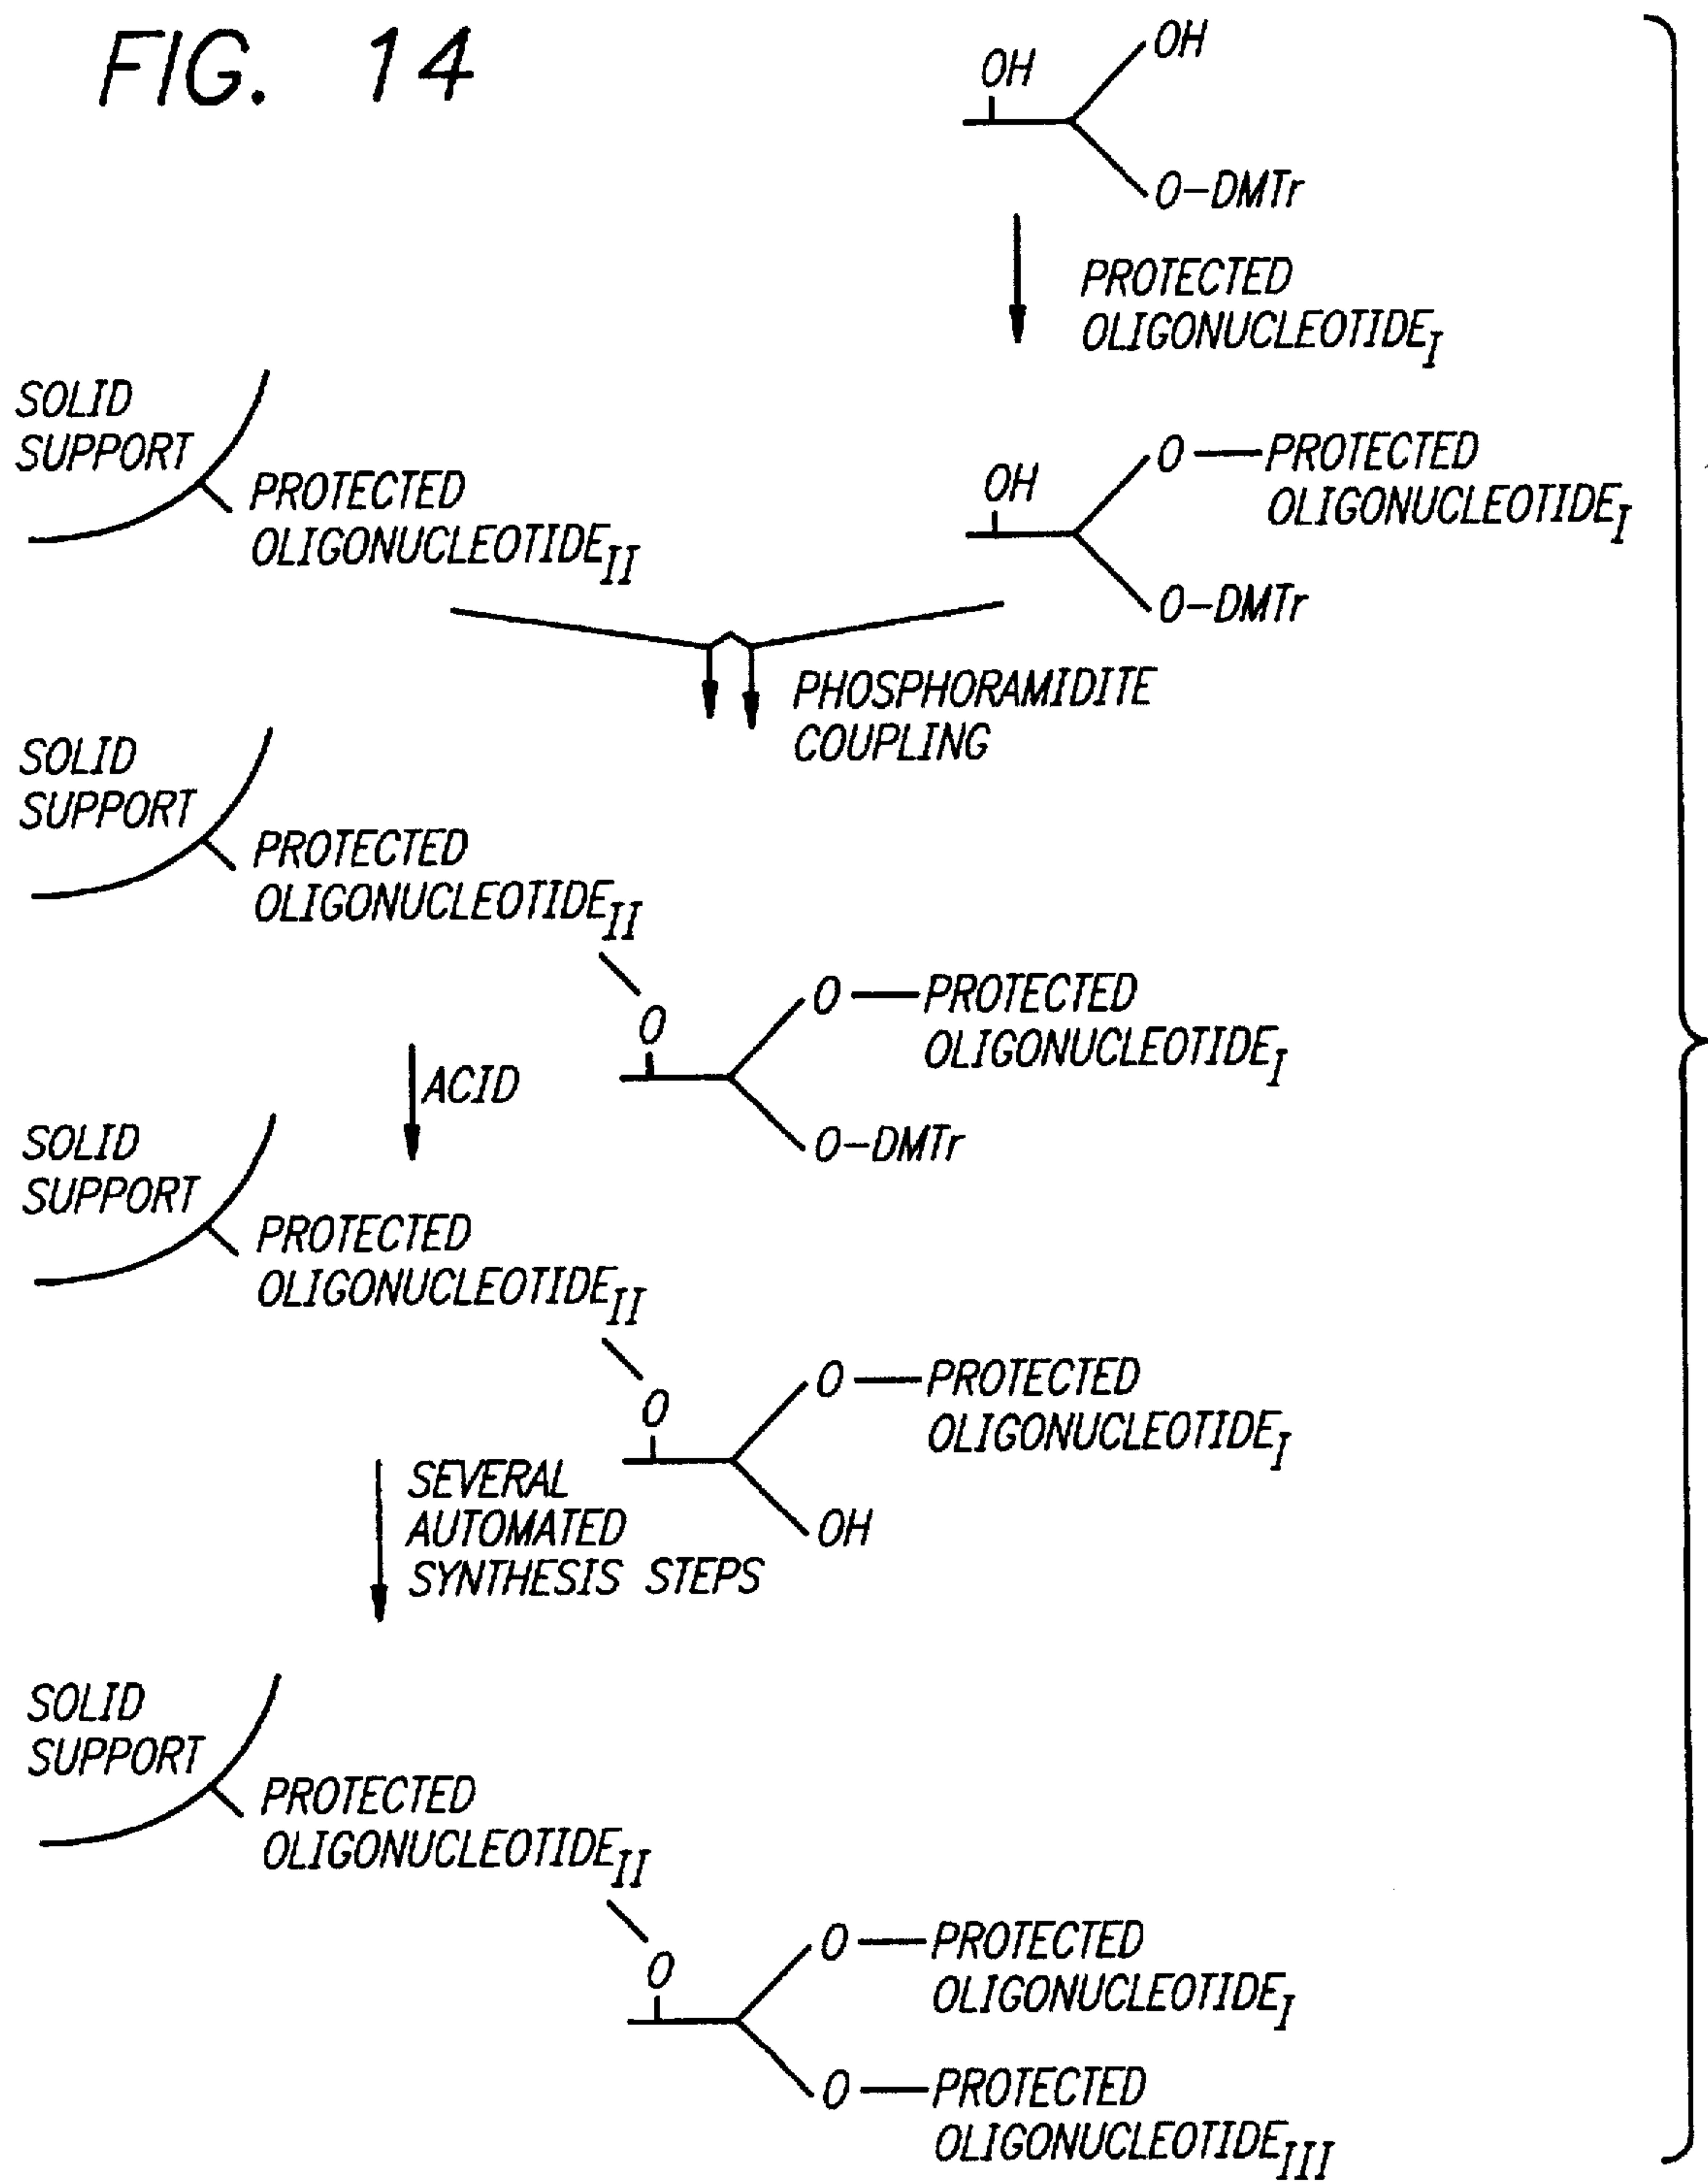 FIG. 14
OH
OH
O-DMTr
PROTECTED
OLIGONUCLEOTIDE_I
SOLID
SUPPORT
PROTECTED
OLIGONUCLEOTIDE_II
OH
O—PROTECTED
OLIGONUCLEOTIDE_I
O-DMTr
PHOSPHORAMIDITE
COUPLING
SOLID
SUPPORT
PROTECTED
OLIGONUCLEOTIDE_II
O
O—PROTECTED
OLIGONUCLEOTIDE_I
O-DMTr
ACID
SOLID
SUPPORT
PROTECTED
OLIGONUCLEOTIDE_II
O
O—PROTECTED
OLIGONUCLEOTIDE_I
OH
SEVERAL
AUTOMATED
SYNTHESIS STEPS
SOLID
SUPPORT
PROTECTED
OLIGONUCLEOTIDE_II
O
O—PROTECTED
OLIGONUCLEOTIDE_I
O—PROTECTED
OLIGONUCLEOTIDE_III